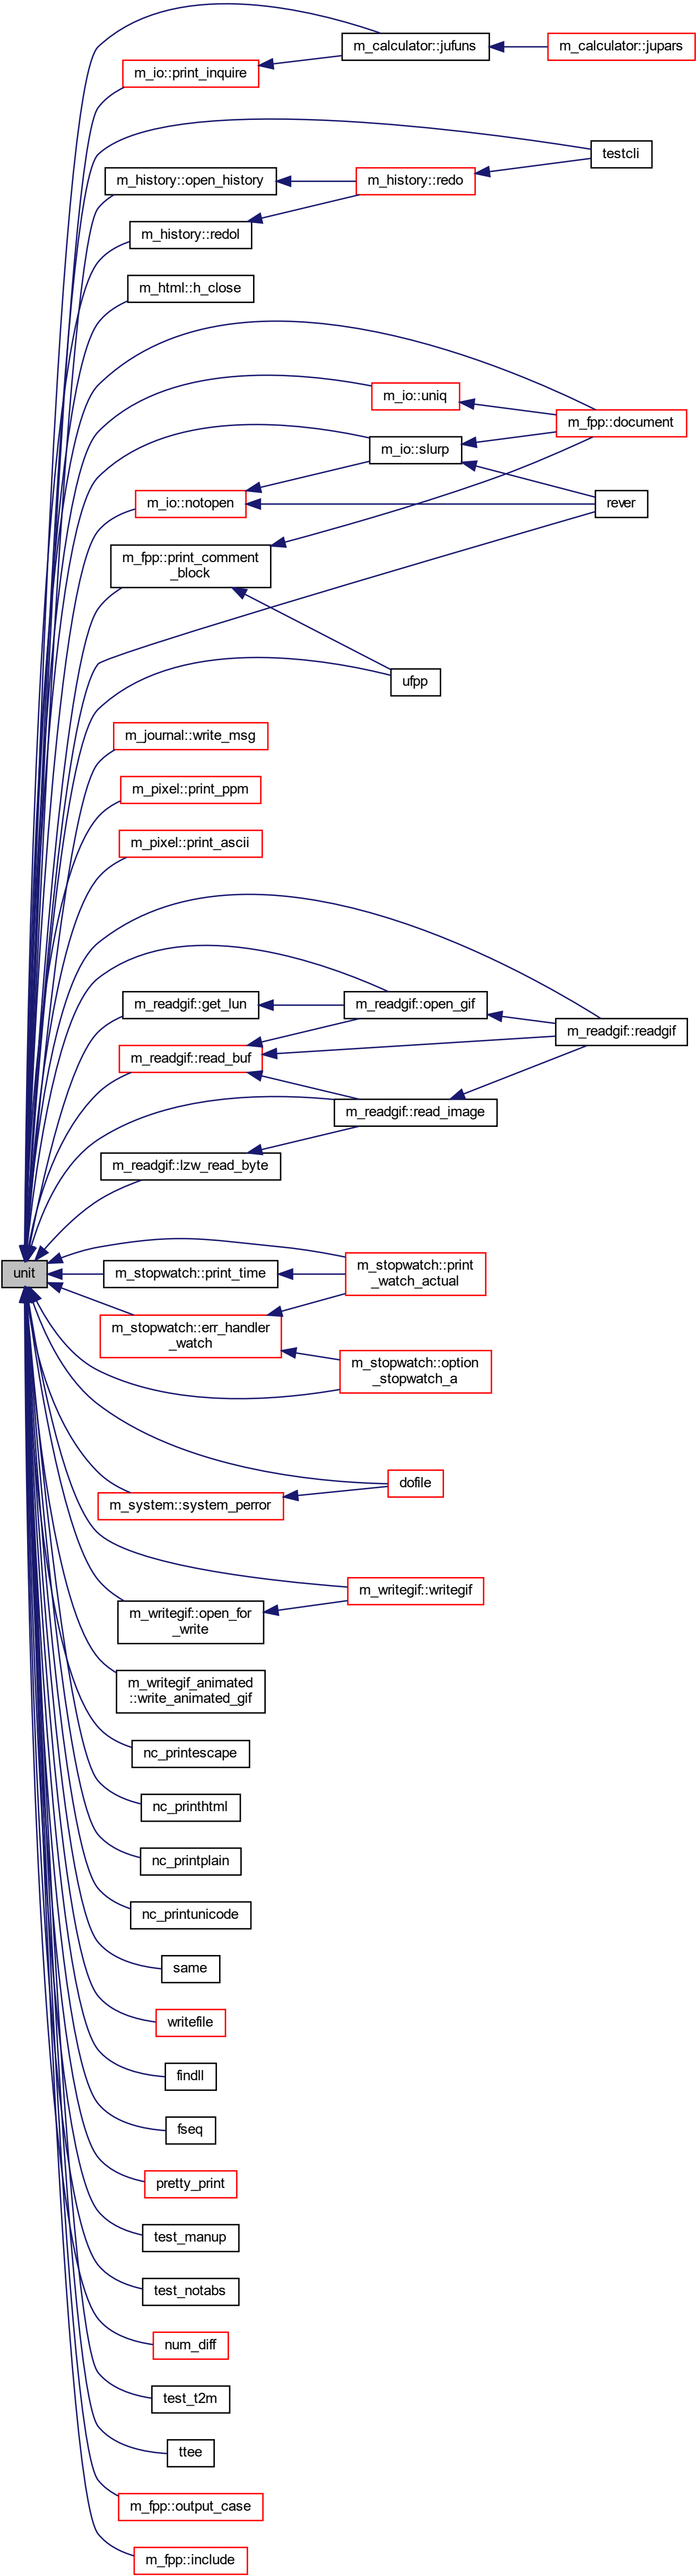 m_calculator::jufuns
m_calculator::jupars
m_io::print_inquire
testcli
m_history::open_history
m_history::redo
m_history::redol
m_html::h_close
m_io::uniq
m_fpp::document
m_io::slurp
m_io::notopen
rever
m_fpp::print_comment
_block
ufpp
m_journal::write_msg
m_pixel::print_ppm
m_pixel::print_ascii
m_readgif::get_lun
m_readgif::open_gif
m_readgif::readgif
m_readgif::read_buf
m_readgif::read_image
m_readgif::lzw_read_byte
unit
m_stopwatch::print_time
m_stopwatch::print
_watch_actual
m_stopwatch::err_handler
_watch
m_stopwatch::option
_stopwatch_a
dofile
m_system::system_perror
m_writegif::writegif
m_writegif::open_for
_write
m_writegif_animated
::write_animated_gif
nc_printescape
nc_printhtml
nc_printplain
nc_printunicode
same
writefile
findll
fseq
pretty_print
test_manup
test_notabs
num_diff
test_t2m
ttee
m_fpp::output_case
m_fpp::include